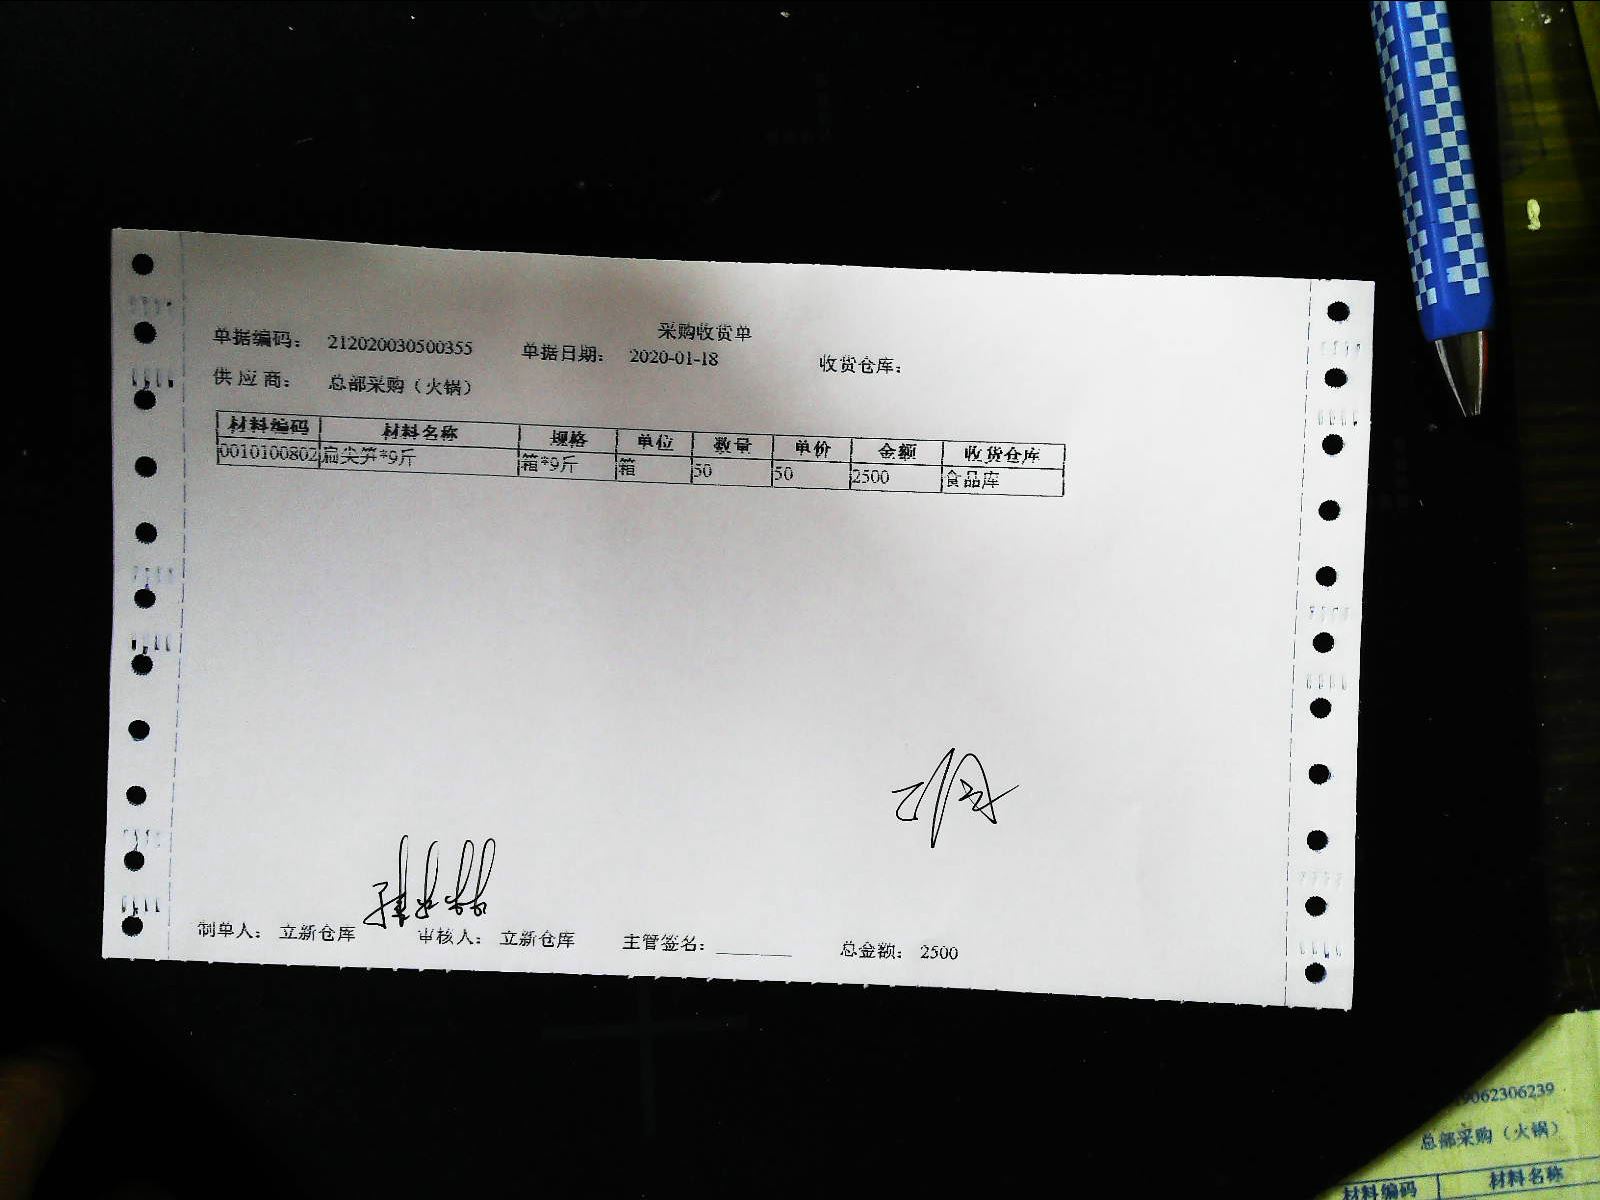 采购收货单
单据编码： 212020030500355 单据日期： 2020-01-18 收货仓库：
供应商： 总部采购（火锅）
材料编码 材料名称 规格 单位 数量 单价 金额 收货仓库
0010100802 扁尖笋*9斤 箱*9斤 箱 50 50 2500 食品库
制单人： 立新仓库 审核人： 立新仓库 主管签名： 总金额： 2500
9062306239
总部采购（火锅）
材料编码 材料名称